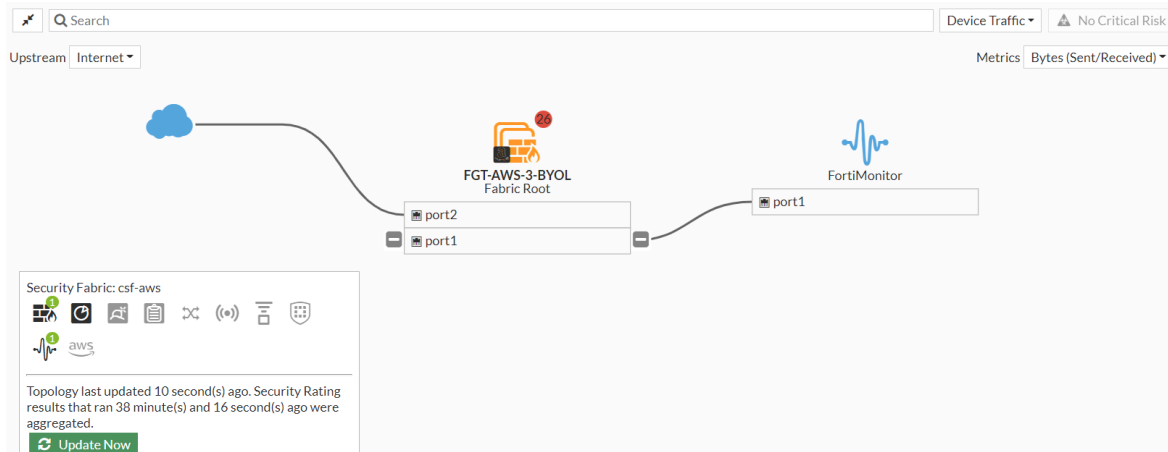 Search
Device Traffic
No Critical Risk
Upstream
Internet
Metrics
Bytes (Sent/Received)
26
FGT-AWS-3-BYOL
Fabric Root
FortiMonitor
port1
port2
port1
Security Fabric: csf-aws
1
1
aws
Topology last updated 10 second(s) ago. Security Rating
results that ran 38 minute(s) and 16 second(s) ago were
aggregated.
Update Now